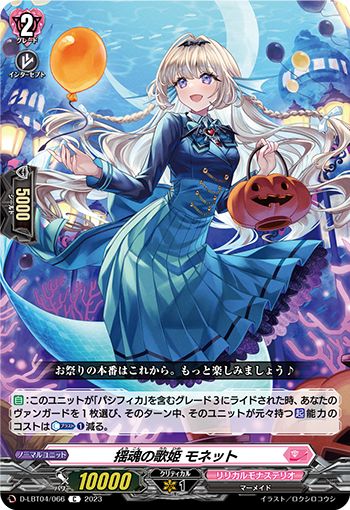 2
グレード
インターセプト
シールド
5000
お祭りの本番はこれから。もっと楽しみましょう♪
自:このユニットが「パシフィカ」を含むグレード3にライドされた時、あなたの
ヴァンガードを1枚選び、そのターン中、そのユニットが元々持つ起能力の
コストは1減る。
ノーマルユニット
揺魂の歌姫 モネット
リリカルモナステリオ
パワー
10000
クリティカル
1
マーメイド
D-LBT04/066 C 2023
イラスト/ロクシロコウシ